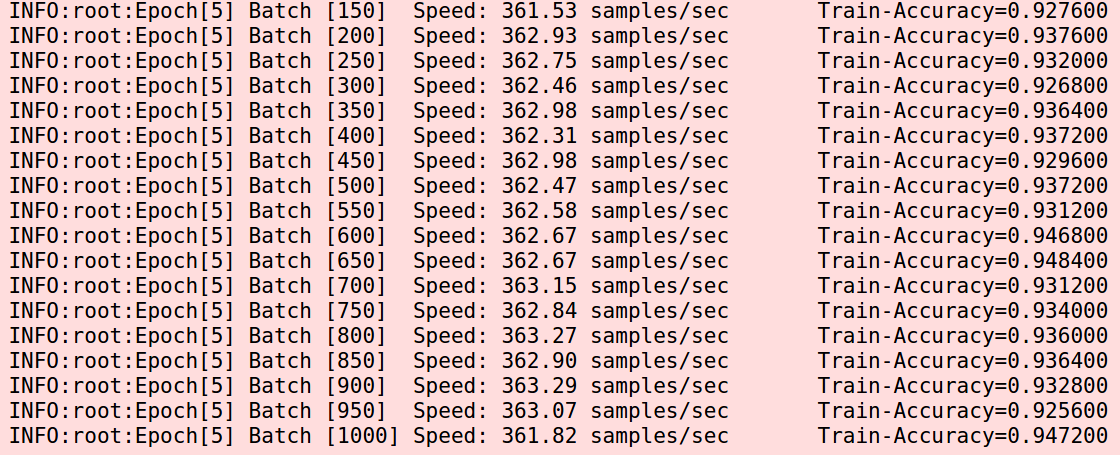 INFO:root:Epoch[5] Batch [150]  Speed: 361.53 samples/sec       Train-Accuracy=0.927600
INFO:root:Epoch[5] Batch [200]  Speed: 362.93 samples/sec       Train-Accuracy=0.937600
INFO:root:Epoch[5] Batch [250]  Speed: 362.75 samples/sec       Train-Accuracy=0.932000
INFO:root:Epoch[5] Batch [300]  Speed: 362.46 samples/sec       Train-Accuracy=0.926800
INFO:root:Epoch[5] Batch [350]  Speed: 362.98 samples/sec       Train-Accuracy=0.936400
INFO:root:Epoch[5] Batch [400]  Speed: 362.31 samples/sec       Train-Accuracy=0.937200
INFO:root:Epoch[5] Batch [450]  Speed: 362.98 samples/sec       Train-Accuracy=0.929600
INFO:root:Epoch[5] Batch [500]  Speed: 362.47 samples/sec       Train-Accuracy=0.937200
INFO:root:Epoch[5] Batch [550]  Speed: 362.58 samples/sec       Train-Accuracy=0.931200
INFO:root:Epoch[5] Batch [600]  Speed: 362.67 samples/sec       Train-Accuracy=0.946800
INFO:root:Epoch[5] Batch [650]  Speed: 362.67 samples/sec       Train-Accuracy=0.948400
INFO:root:Epoch[5] Batch [700]  Speed: 363.15 samples/sec       Train-Accuracy=0.931200
INFO:root:Epoch[5] Batch [750]  Speed: 362.84 samples/sec       Train-Accuracy=0.934000
INFO:root:Epoch[5] Batch [800]  Speed: 363.27 samples/sec       Train-Accuracy=0.936000
INFO:root:Epoch[5] Batch [850]  Speed: 362.90 samples/sec       Train-Accuracy=0.936400
INFO:root:Epoch[5] Batch [900]  Speed: 363.29 samples/sec       Train-Accuracy=0.932800
INFO:root:Epoch[5] Batch [950]  Speed: 363.07 samples/sec       Train-Accuracy=0.925600
INFO:root:Epoch[5] Batch [1000] Speed: 361.82 samples/sec       Train-Accuracy=0.947200